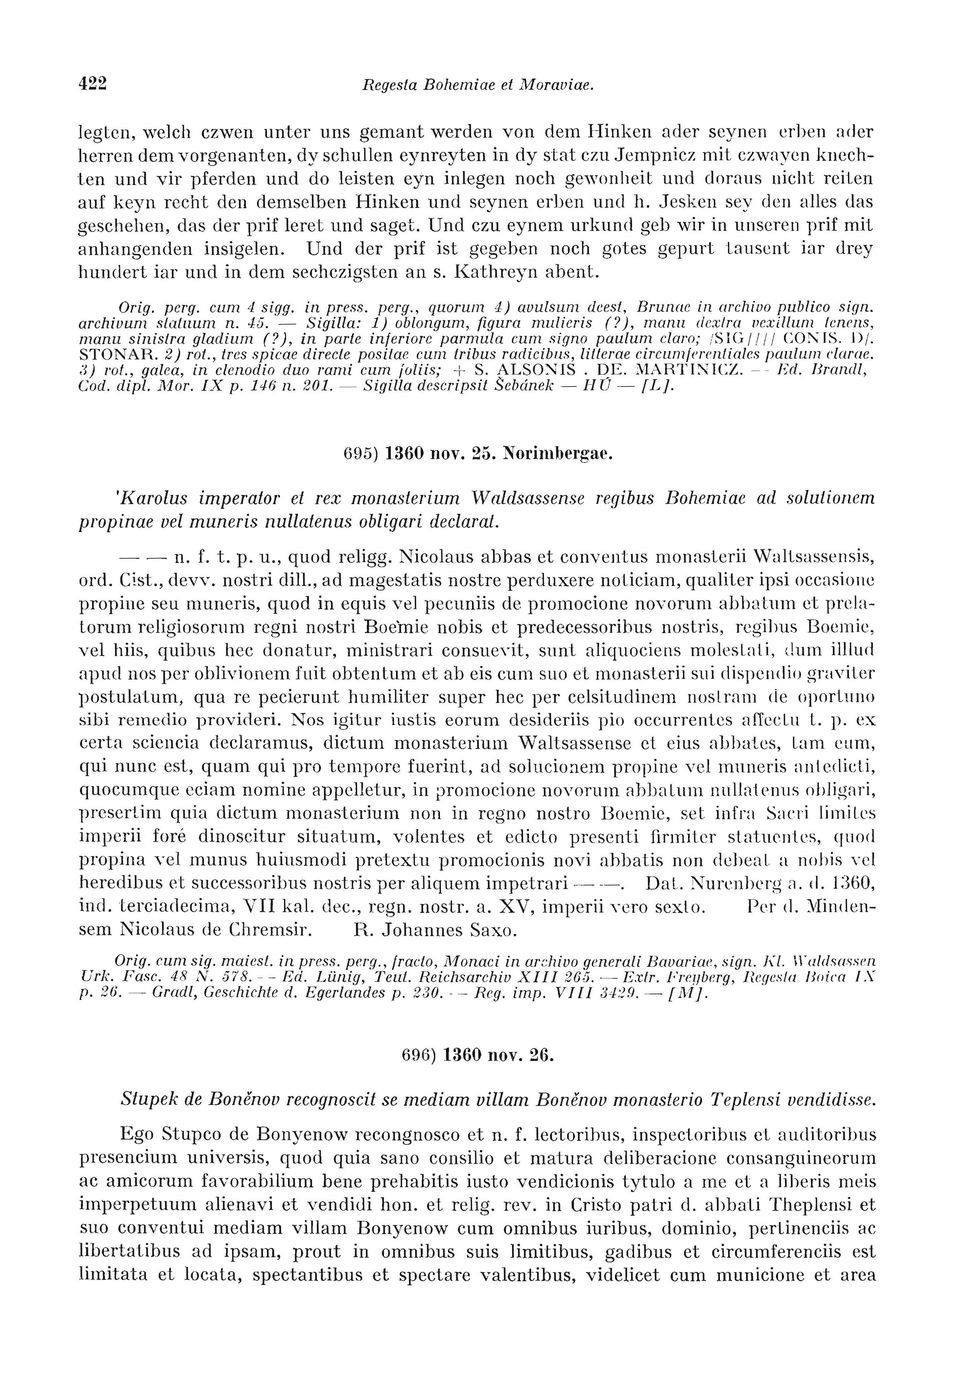 422 Regesta Bohemiae et Moraviae.
legten, welch czwen unter uns gemant werden von dem Hinken ader seynen erben ader
herren dem vorgenanten, dy schullen eynreyten in dy stat czu Jempnicz mit czwayen knech-
ten und vir pferden und do leisten eyn inlegen noch gewonheit und doraus nicht reiten
auf keyn recht den demselben Hinken und seynen erben und h. Jesken sey den alles das
geschehen, das der prif leret und saget. Und czu eynem urkund geb wir in unseren prif mit
anhangenden insigelen. Und der prif ist gegeben noch gotes gepurt tausent iar drey
hundert iar und in dem sechczigsten an s. Kathreyn abent.
Orig. perg. cum 4 sigg. in press. perg., quorum 4) avulsum deest, Brunae in archivo publico sign.
archivum statuum n. 45. — Sigilla: 1) oblongum, figura mulieris (?), manu dextra vexillum tenens,
manu sinistra gladium (?), in parte inferiore parmula cum signo paulum claro; /SIG//// CONIS. D/.
STONAR. 2) rot., tres spicae directe positae cum tribus radicibus, litterae circumferentiales paulum clarae.
3) rot., galea, in clenodio duo rami cum foliis; + S. ALSONIS . DE. MARTINICZ. — Ed. Brandl,
Cod. dipl. Mor. IX p. 146 n. 201. — Sigilla descripsit Šebánek — HÚ — [L].
695) 1360 nov. 25. Norimbergae.
'Karolus imperator et rex monasterium Waldsassense regibus Bohemiae ad solutionem
propinae vel muneris nullatenus obligari declarat.
— — n. f. t. p. u., quod religg. Nicolaus abbas et conventus monasterii Waltsassensis,
ord. Cist., devv. nostri dill., ad magestatis nostre perduxere noticiam, qualiter ipsi occasione
propine seu muneris, quod in equis vel pecuniis de promocione novorum abbatum et prela-
torum religiosorum regni nostri Boemie nobis et predecessoribus nostris, regibus Boemie,
vel hiis, quibus hec donatur, ministrari consuevit, sunt aliquociens molestati, dum illlud
apud nos per oblivionem fuit obtentum et ab eis cum suo et monasterii sui dispendio graviter
postulatum, qua re pecierunt humiliter super hec per celsitudinem nostram de oportuno
sibi remedio provideri. Nos igitur iustis eorum desideriis pio occurrentes affectu t. p. ex
certa sciencia declaramus, dictum monasterium Waltsassense et eius abbates, tam eum,
qui nunc est, quam qui pro tempore fuerint, ad solucionem propine vel muneris antedicti,
quocumque eciam nomine appelletur, in promocione novorum abbatum nullatenus obligari,
presertim quia dictum monasterium non in regno nostro Boemie, set infra Sacri limites
imperii foré dinoscitur situatum, volentes et edicto presenti firmiter statuentes, quod
propina vel munus huiusmodi pretextu promocionis novi abbatis non debeat a nobis vel
heredibus et successoribus nostris per aliquem impetrari — —. Dat. Nurenberg a. d. 1360,
ind. terciadecima, VII kal. dec., regn. nostr. a. XV, imperii vero sexto. Per d. Minden-
sem Nicolaus de Chremsir. R. Johannes Saxo.
Orig. cum sig. maiest. in press. perg., fracto, Monaci in archivo generali Bavariae, sign. Kl. Waldsassen
Urk. Fasc. 48 N. 578. — Ed. Lünig, Teut. Reichsarchiv XIII 265. — Extr. Freyberg, Regesta Boica IX
p. 26. — Gradl, Geschichte d. Egerlandes p. 230. — Reg. imp. VIII 3429. — [M].
696) 1360 nov. 26.
Stupek de Boněnov recognoscit se mediam villam Boněnov monasterio Teplensi vendidisse.
Ego Stupco de Bonyenow recongnosco et n. f. lectoribus, inspectoribus et auditoribus
presencium universis, quod quia sano consilio et matura deliberacione consanguineorum
ac amicorum favorabilium bene prehabitis iusto vendicionis tytulo a me et a liberis meis
imperpetuum alienavi et vendidi hon. et relig. rev. in Cristo patri d. abbati Theplensi et
suo conventui mediam villam Bonyenow cum omnibus iuribus, dominio, pertinenciis ac
libertatibus ad ipsam, prout in omnibus suis limitibus, gadibus et circumferenciis est
limitata et locata, spectantibus et spectare valentibus, videlicet cum municione et area